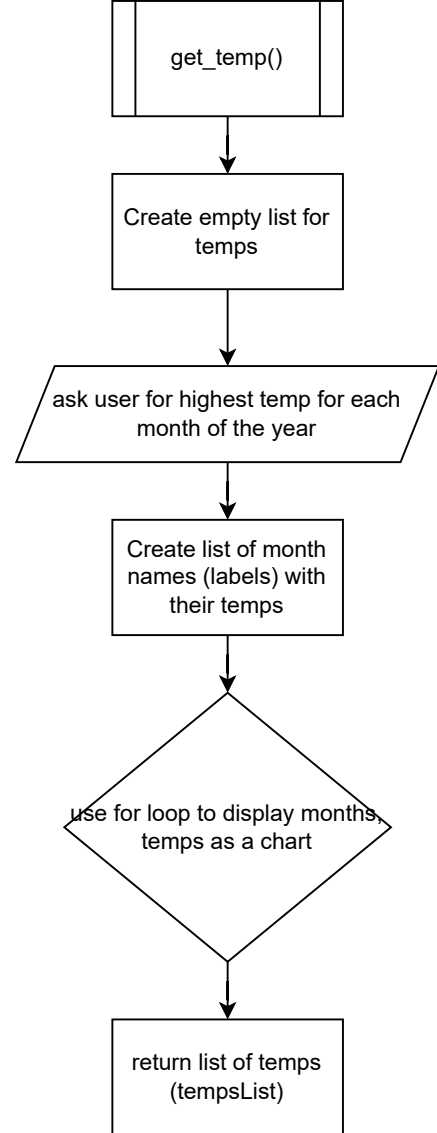 get_temp()
Create empty list for
temps
ask user for highest temp for each
month of the year
Create list of month
names (labels) with
their temps
use for loop to display months,
temps as a chart
return list of temps
(tempsList)